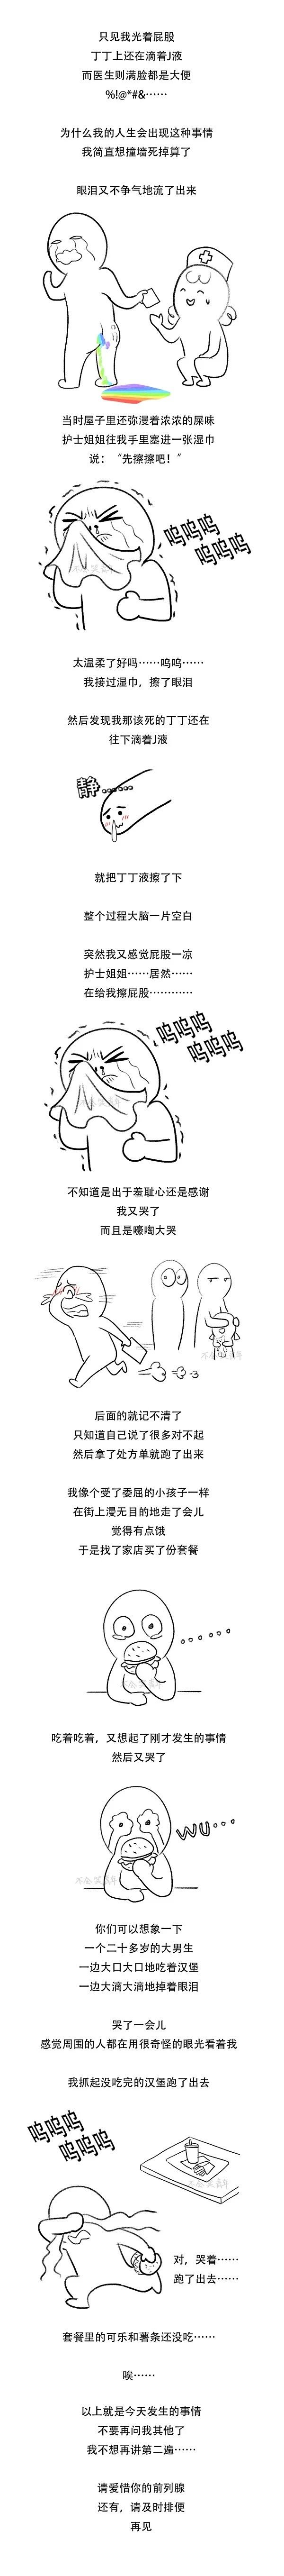 只见我光着屁股
丁丁上还在滴着J液
而医生则满脸都是大便
%!@*#&……
为什么我的人生会出现这种事情
我简直想撞墙死掉算了
眼泪又不争气地流了出来
当时屋子里还弥漫着浓浓的屎味
护士姐姐往我手里塞进一张湿巾
说：“先擦擦吧！”
呜呜呜
呜呜呜
太温柔了好吗……呜呜……
我接过湿巾，擦了眼泪
然后发现我那该死的丁丁还在
往下滴着J液
静……
就把丁丁液擦了下
整个过程大脑一片空白
突然我又感觉屁股一凉
护士姐姐……居然……
在给我擦屁股…………
呜呜呜
呜呜呜
不知道是出于羞耻心还是感谢
我又哭了
而且是嚎啕大哭
后面的就记不清了
只知道自己说了很多对不起
然后拿了处方单就跑了出来
我像个受了委屈的小孩子一样
在街上漫无目的地走了会儿
觉得有点饿
于是找了家店买了份套餐
......
吃着吃着，又想起了刚才发生的事情
然后又哭了
WU...
你们可以想象一下
一个二十多岁的大男生
一边大口大口地吃着汉堡
一边大滴大滴地掉着眼泪
哭了一会儿
感觉周围的人都在用很奇怪的眼光看着我
我抓起没吃完的汉堡跑了出去
呜呜呜
呜呜呜
对，哭着……
跑了出去……
套餐里的可乐和薯条还没吃……
唉……
以上就是今天发生的事情
不要再问我其他了
我不想再讲第二遍……
请爱惜你的前列腺
还有，请及时排便
再见